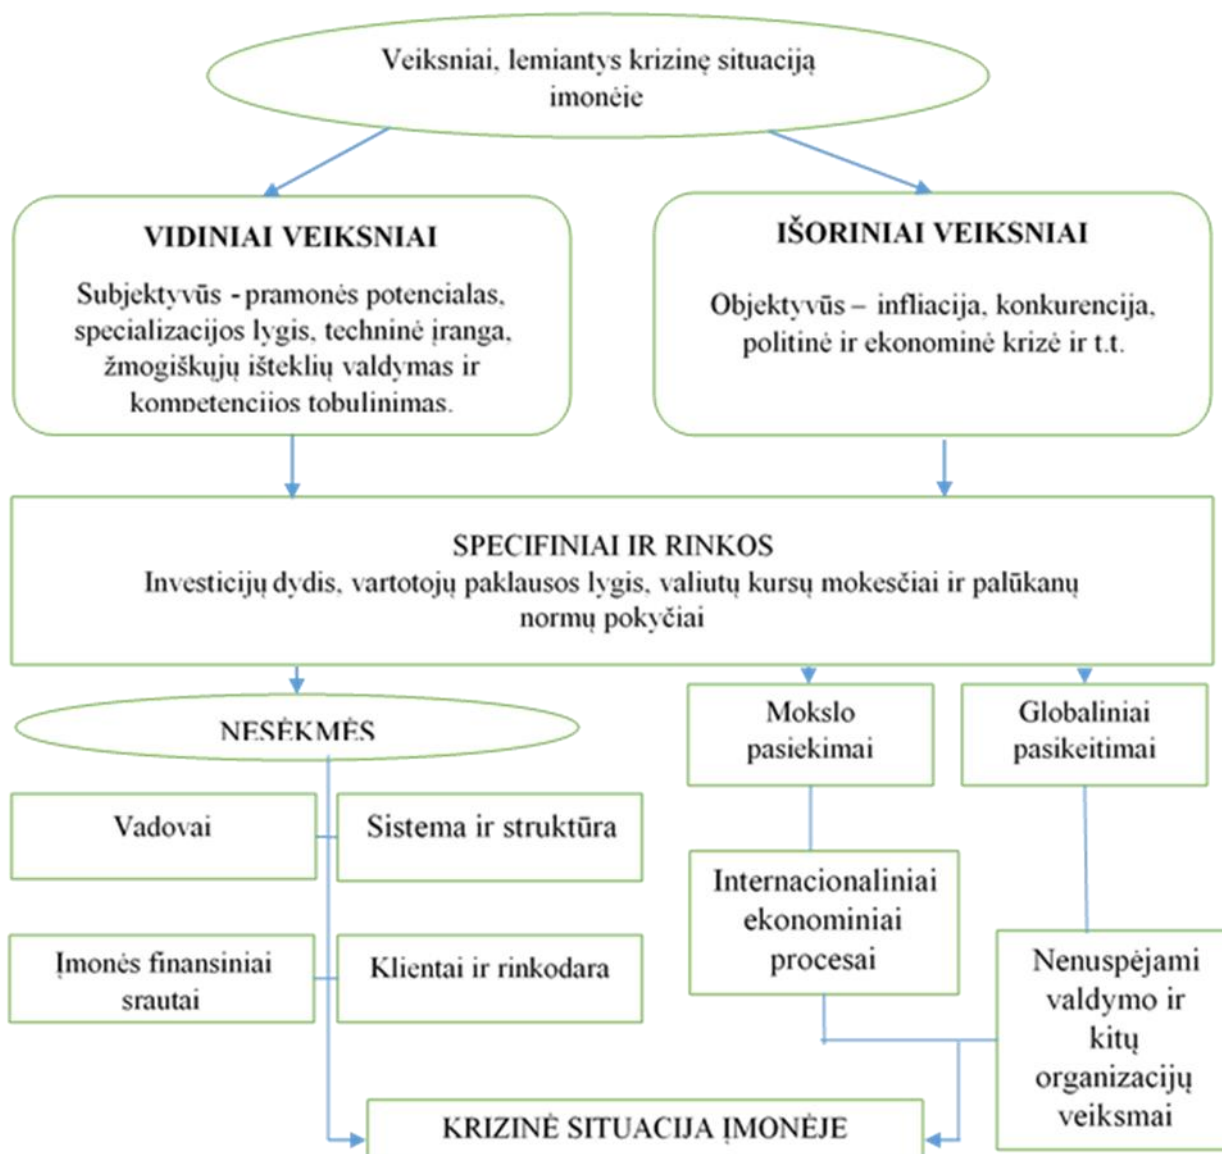 Veiksniai, lemiantys krizinę situaciją
įmonėje
VIDINIAI VEIKSNIAI
Subjektyvūs - pramonės potencialas,
specializacijos lygis, techninė įranga,
žmogiškųjų išteklių valdymas ir
kompetencijos tobulinimas.
IŠORINIAI VEIKSNIAI
Objektyvūs – infliacija, konkurencija,
politinė ir ekonominė krizė ir t.t.
SPECIFINIAI IR RINKOS
Investicijų dydis, vartotojų paklausos lygis, valiutų kursų mokesčiai ir palūkanų
normų pokyčiai
NESĖKMĖS
Mokslo
pasiekimai
Globaliniai
pasikeitimai
Vadovai
Sistema ir struktūra
Internacionaliniai
ekonominiai
procesai
Įmonės finansiniai
srautai
Klientai ir rinkodara
Nenuspėjami
valdymo ir
kitų
organizacijų
veiksmai
KRIZINĖ SITUACIJA ĮMONĖJE